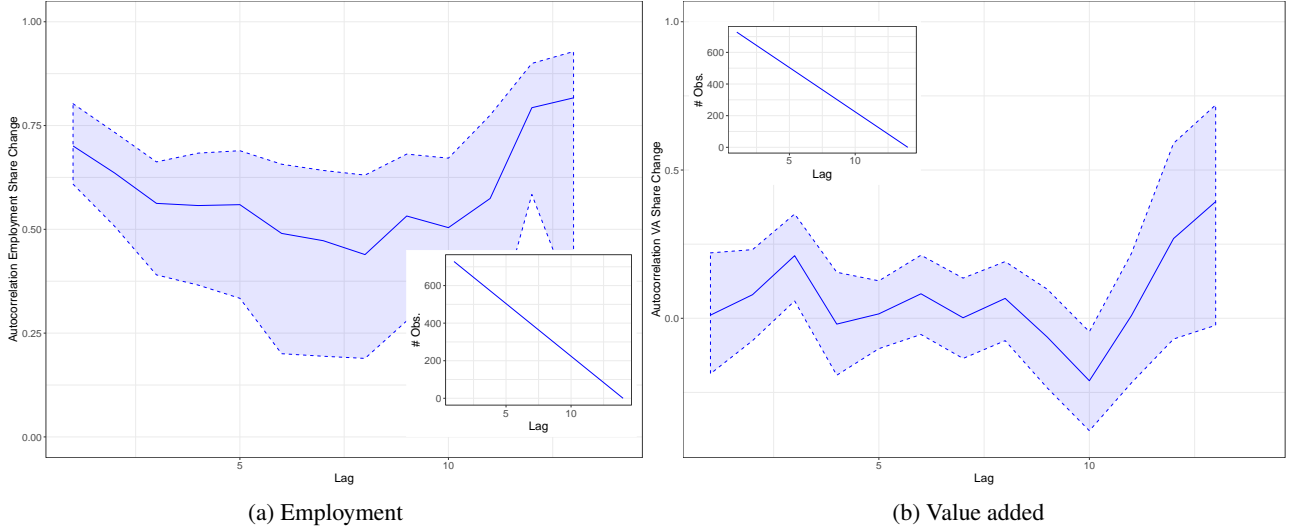 1.00
0.75
0.50
0.25
0.00
Autocorrelation Employment Share Change
5
10
Lag
600
400
200
0
# Obs.
5
10
Lag
(a) Employment
1.0
0.5
0.0
Autocorrelation VA Share Change
5
10
Lag
600
400
200
0
# Obs.
5
10
Lag
(b) Value added